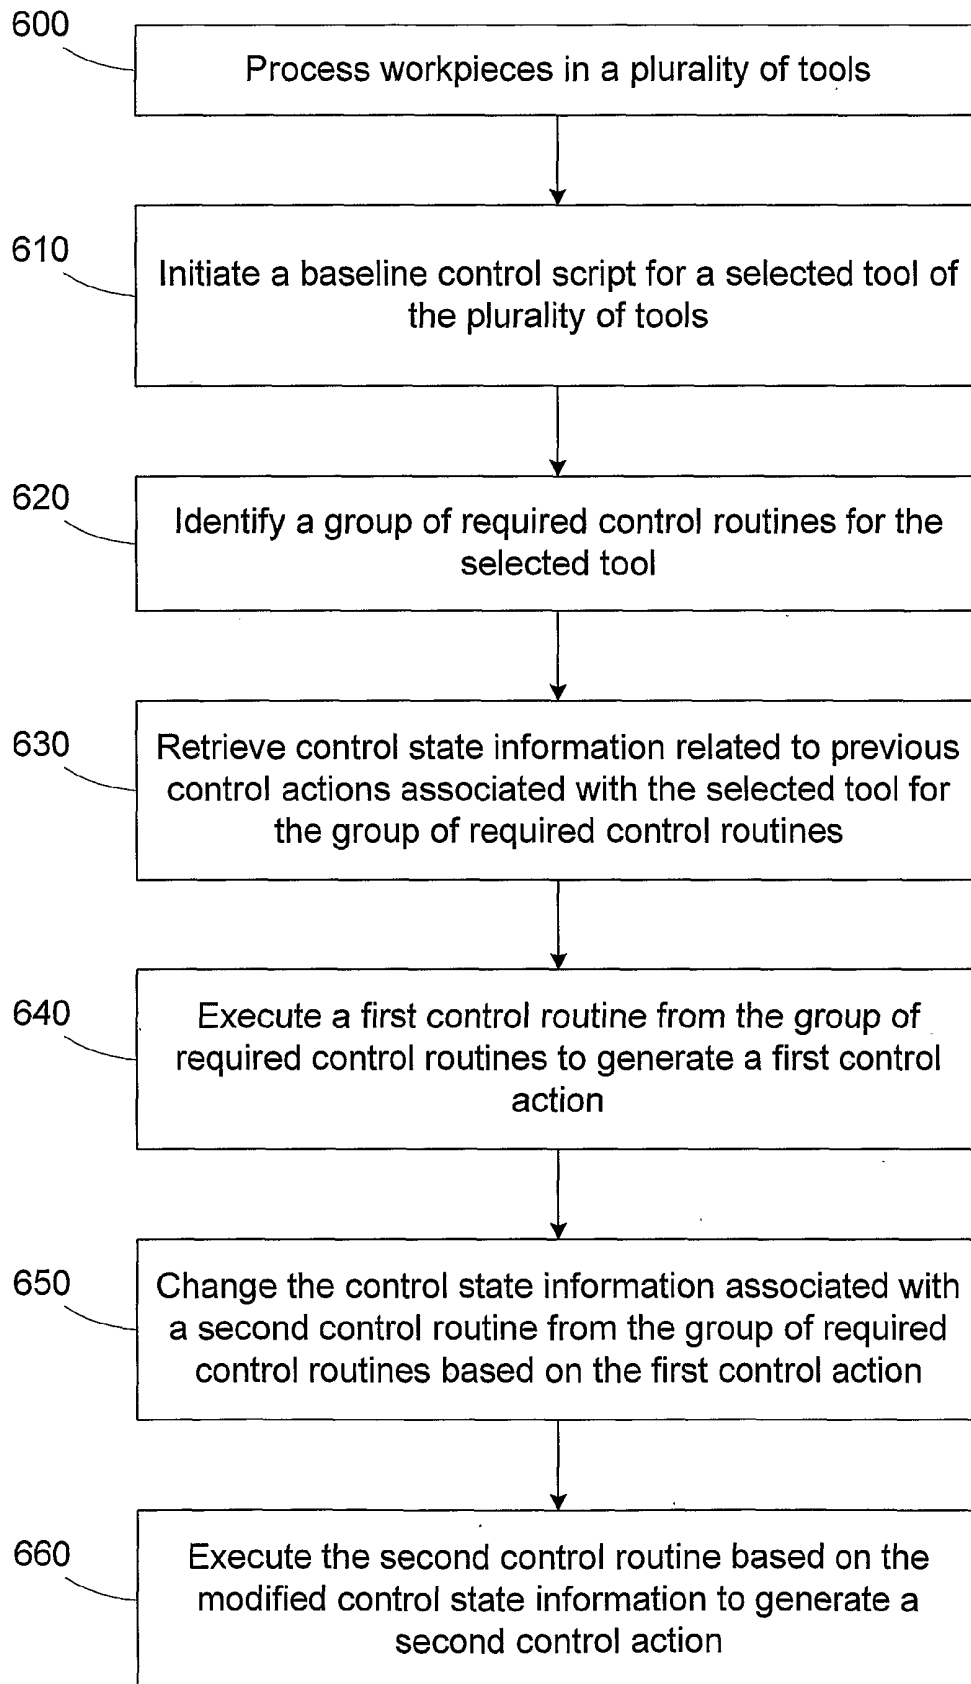 600
Process workpieces in a plurality of tools
610
Initiate a baseline control script for a selected tool of
the plurality of tools
620
Identify a group of required control routines for the
selected tool
630
Retrieve control state information related to previous
control actions associated with the selected tool for
the group of required control routines
640
Execute a first control routine from the group of
required control routines to generate a first control
action
650
Change the control state information associated with
a second control routine from the group of required
control routines based on the first control action
660
Execute the second control routine based on the
modified control state information to generate a
second control action